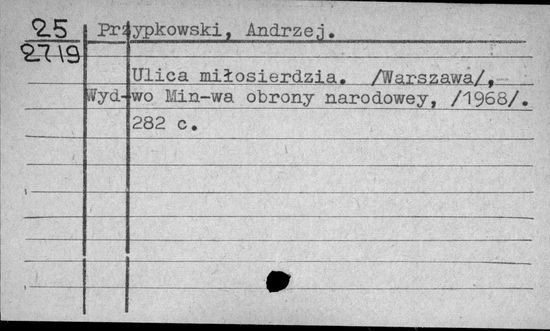 25
2719
Przypkowski, Andrzej.
Ulica miłosierdzia. /Warszawa/,
Wyd-wo Min-wa obrony narodowey, /1968/.
282 c.